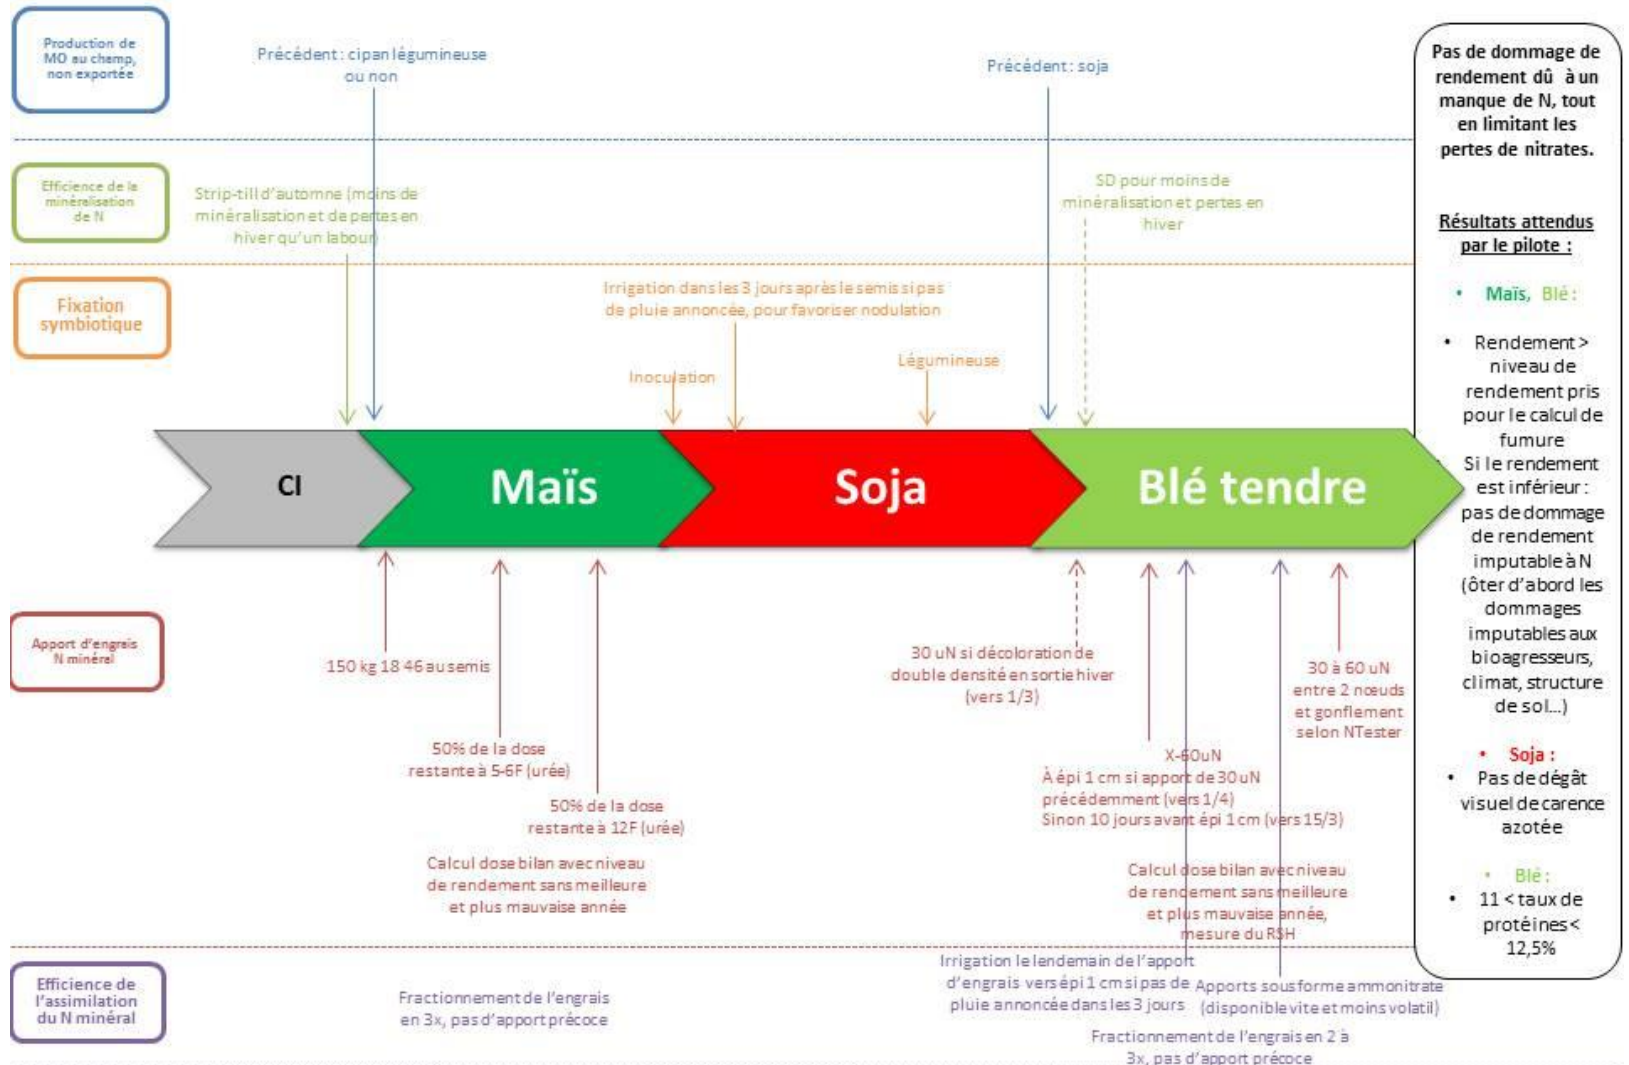 Production de
MO au champ,
non exportée
Précédent : cipan légumineuse
ou non
Précédent : soja
Efficience de la
minéralisation
de N
Strip-till d'automne (moins de
minéralisation et de pertes en
hiver qu'un labour)
SD pour moins de
minéralisation et pertes en
hiver
Fixation
symbiotique
Irrigation dans les 3 jours après le semis si pas
de pluie annoncée, pour favoriser nodulation
Inoculation
Légumineuse
CI
Maïs
Soja
Blé tendre
Apport d'engrais
N minéral
150 kg 18 46 au semis
50% de la dose
restante à 5-6F (urée)
50% de la dose
restante à 12F (urée)
Calcul dose bilan avec niveau
de rendement sans meilleure
et plus mauvaise année
30 uN si décoloration de
double densité en sortie hiver
(vers 1/3)
X-60uN
À épi 1 cm si apport de 30 uN
précédemment (vers 1/4)
Sinon 10 jours avant épi 1 cm (vers 15/3)
30 à 60 uN
entre 2 nœuds
et gonflement
selon NTester
Calcul dose bilan avec niveau
de rendement sans meilleure
et plus mauvaise année,
mesure du RSH
Efficience de
l'assimilation
du N minéral
Fractionnement de l'engrais
en 3x, pas d'apport précoce
Irrigation le lendemain de l'apport
d'engrais vers épi 1 cm si pas de
pluie annoncée dans les 3 jours
Apports sous forme ammonitrate
(disponible vite et moins volatil)
Fractionnement de l'engrais en 2 à
3x, pas d'apport précoce
Pas de dommage de
rendement dû à un
manque de N, tout
en limitant les
pertes de nitrates.
Résultats attendus
par le pilote :
• Maïs, Blé :
• Rendement >
niveau de
rendement pris
pour le calcul de
fumure
• Si le rendement
est inférieur :
pas de dommage
de rendement
imputable à N
(ôter d'abord les
dommages
imputables aux
bioagresseurs,
climat, structure
de sol...)
• Soja :
• Pas de dégât
visuel de carence
azotée
• Blé :
• 11 < taux de
protéines <
12,5%